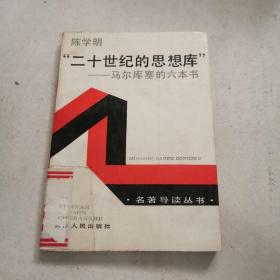 陈学明
“二十世纪的思想库”
——马尔库塞的六本书
·名著导读丛书·
人民出版社